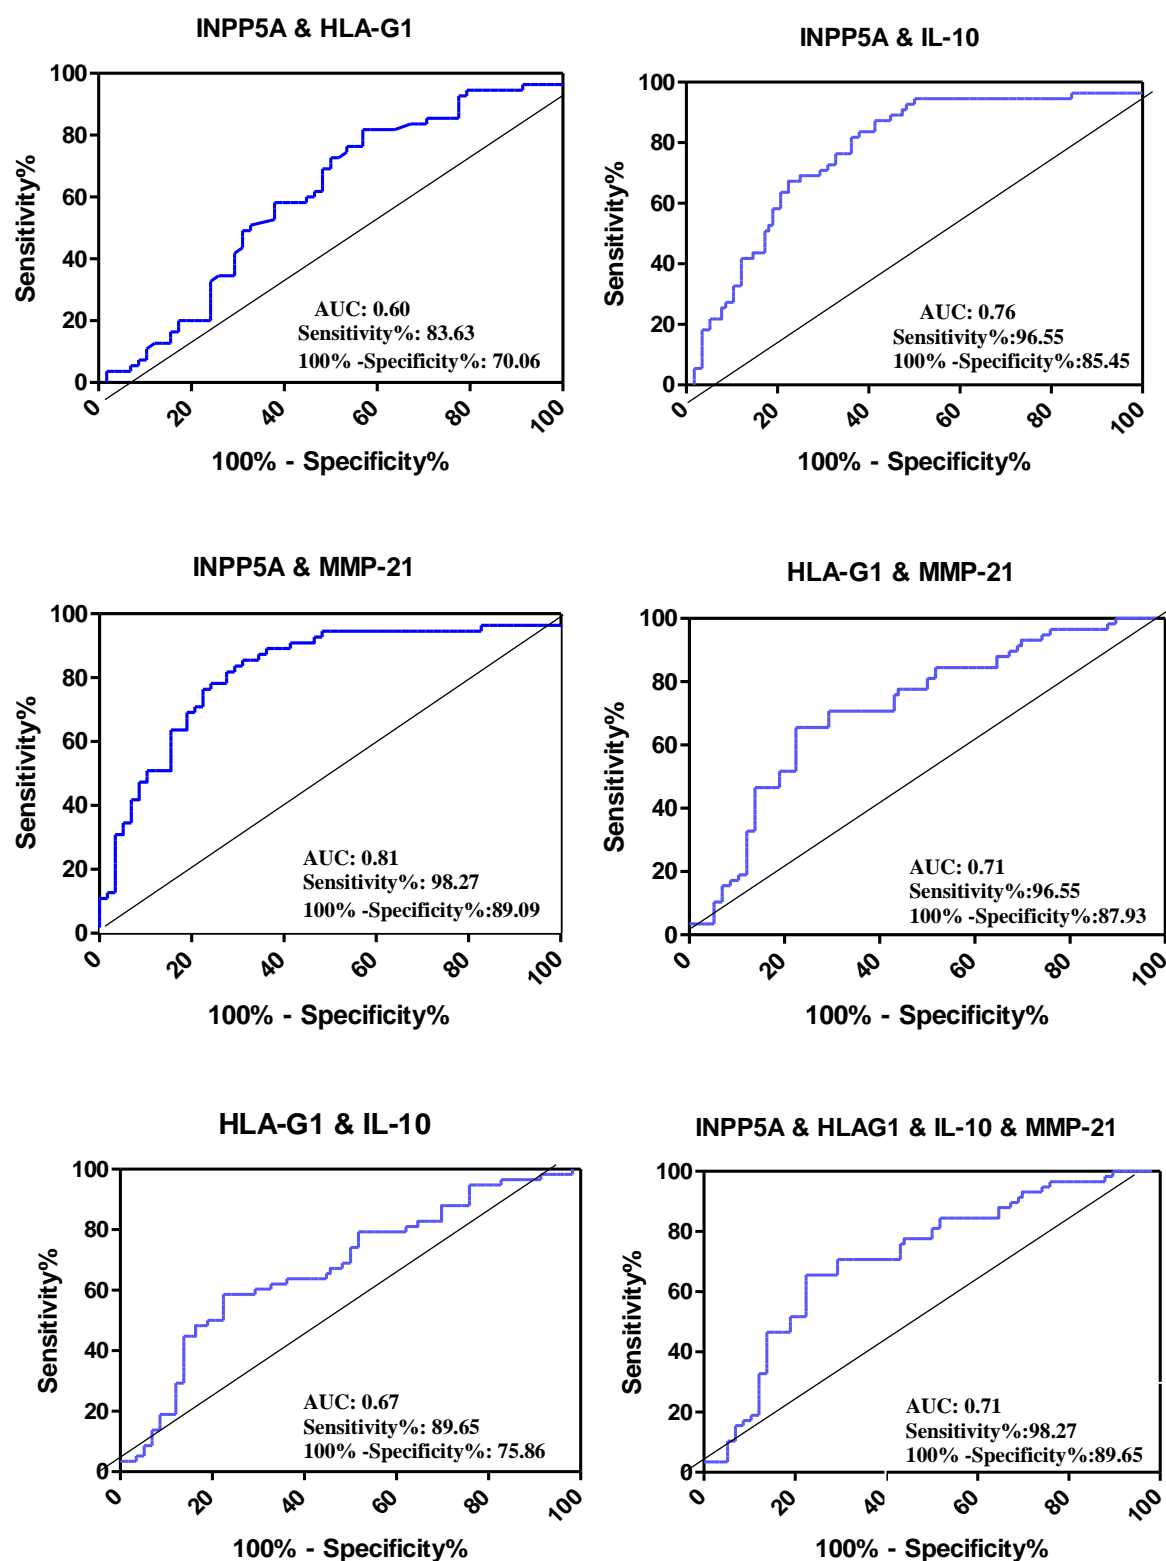 INPP5A & HLA-G1
100
80
60
40
20
0
Sensitivity%
AUC: 0.60
Sensitivity%: 83.63
100% -Specificity%: 70.06
0 20 40 60 80 100
100% - Specificity%
INPP5A & IL-10
100
80
60
40
20
0
Sensitivity%
AUC: 0.76
Sensitivity%:96.55
100% -Specificity%:85.45
0 20 40 60 80 100
100% - Specificity%
INPP5A & MMP-21
100
80
60
40
20
0
Sensitivity%
AUC: 0.81
Sensitivity%: 98.27
100% -Specificity%:89.09
0 20 40 60 80 100
100% - Specificity%
HLA-G1 & MMP-21
100
80
60
40
20
0
Sensitivity%
AUC: 0.71
Sensitivity%:96.55
100% -Specificity%:87.93
0 20 40 60 80 100
100% - Specificity%
HLA-G1 & IL-10
100
80
60
40
20
0
Sensitivity%
AUC: 0.67
Sensitivity%: 89.65
100% -Specificity%: 75.86
0 20 40 60 80 100
100% - Specificity%
INPP5A & HLAG1 & IL-10 & MMP-21
100
80
60
40
20
0
Sensitivity%
AUC: 0.71
Sensitivity%:98.27
100% -Specificity%:89.65
0 20 40 60 80 100
100% - Specificity%